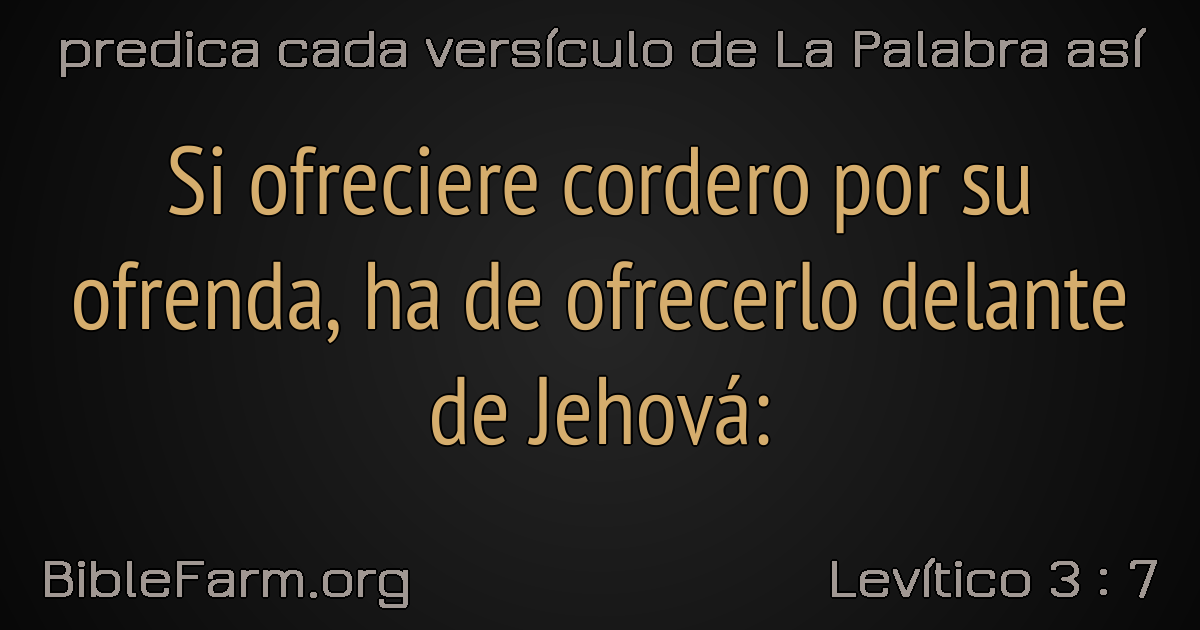 predica cada versículo de La Palabra así
Si ofreciere cordero por su
ofrenda, ha de ofrecerlo delante
de Jehová:
BibleFarm.org
Levítico 3 : 7